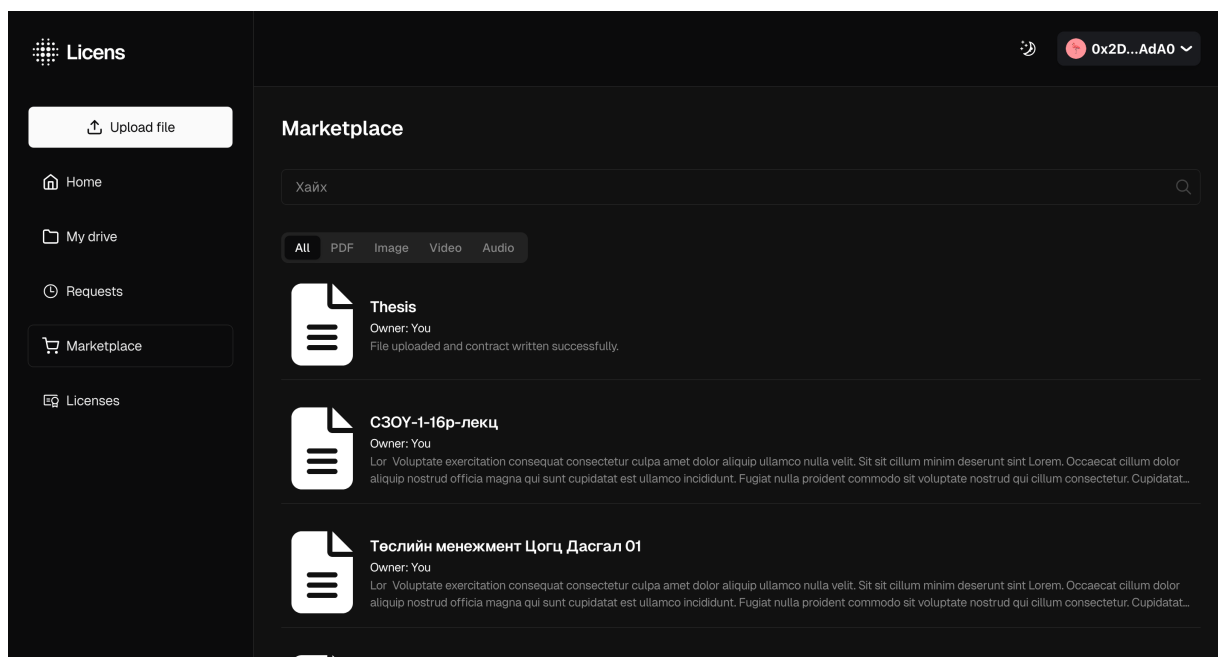 Licens
0x2D...AdA0
Upload file
Marketplace
Home
Хайх
My drive
All PDF Image Video Audio
Requests
Thesis
Owner: You
File uploaded and contract written successfully.
Marketplace
Licenses
СЗОУ-1-16р-лекц
Owner: You
Lor Voluptate exercitation consequat consectetur culpa amet dolor aliquip ullamco nulla velit. Sit sit cillum minim deserunt sint Lorem. Occaecat cillum dolor
aliquip nostrud officia magna qui sunt cupidatat est ullamco incididunt. Fugiat nulla proident commodo sit voluptate nostrud qui cillum consectetur. Cupidatat...
Төслийн менежмент Цогц Дасгал 01
Owner: You
Lor Voluptate exercitation consequat consectetur culpa amet dolor aliquip ullamco nulla velit. Sit sit cillum minim deserunt sint Lorem. Occaecat cillum dolor
aliquip nostrud officia magna qui sunt cupidatat est ullamco incididunt. Fugiat nulla proident commodo sit voluptate nostrud qui cillum consectetur. Cupidatat...